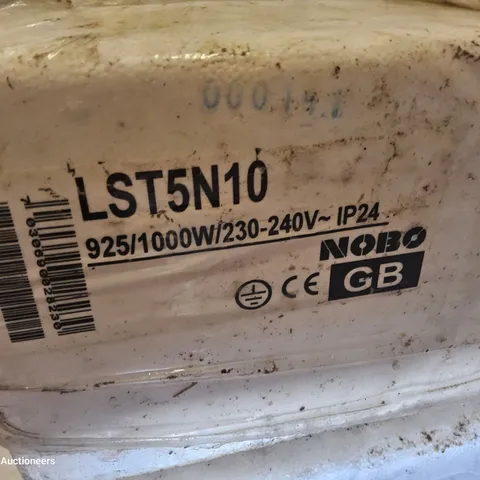 LST5N10
925/1000W/230-240V~ IP24
NOBO
CE GB
Auctioneers